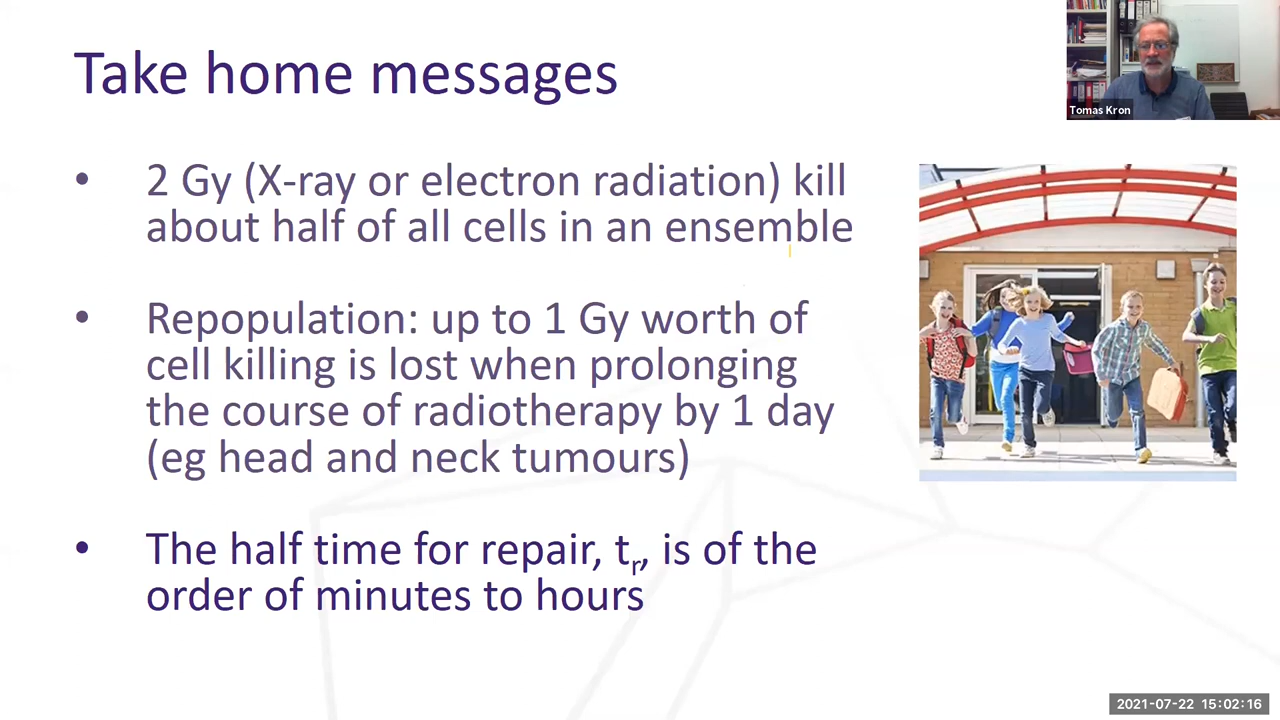 Take home messages
Tomas Kron
• 2 Gy (X-ray or electron radiation) kill
about half of all cells in an ensemble
• Repopulation: up to 1 Gy worth of
cell killing is lost when prolonging
the course of radiotherapy by 1 day
(eg head and neck tumours)
• The half time for repair, tr, is of the
order of minutes to hours
2021-07-22 15:02:16